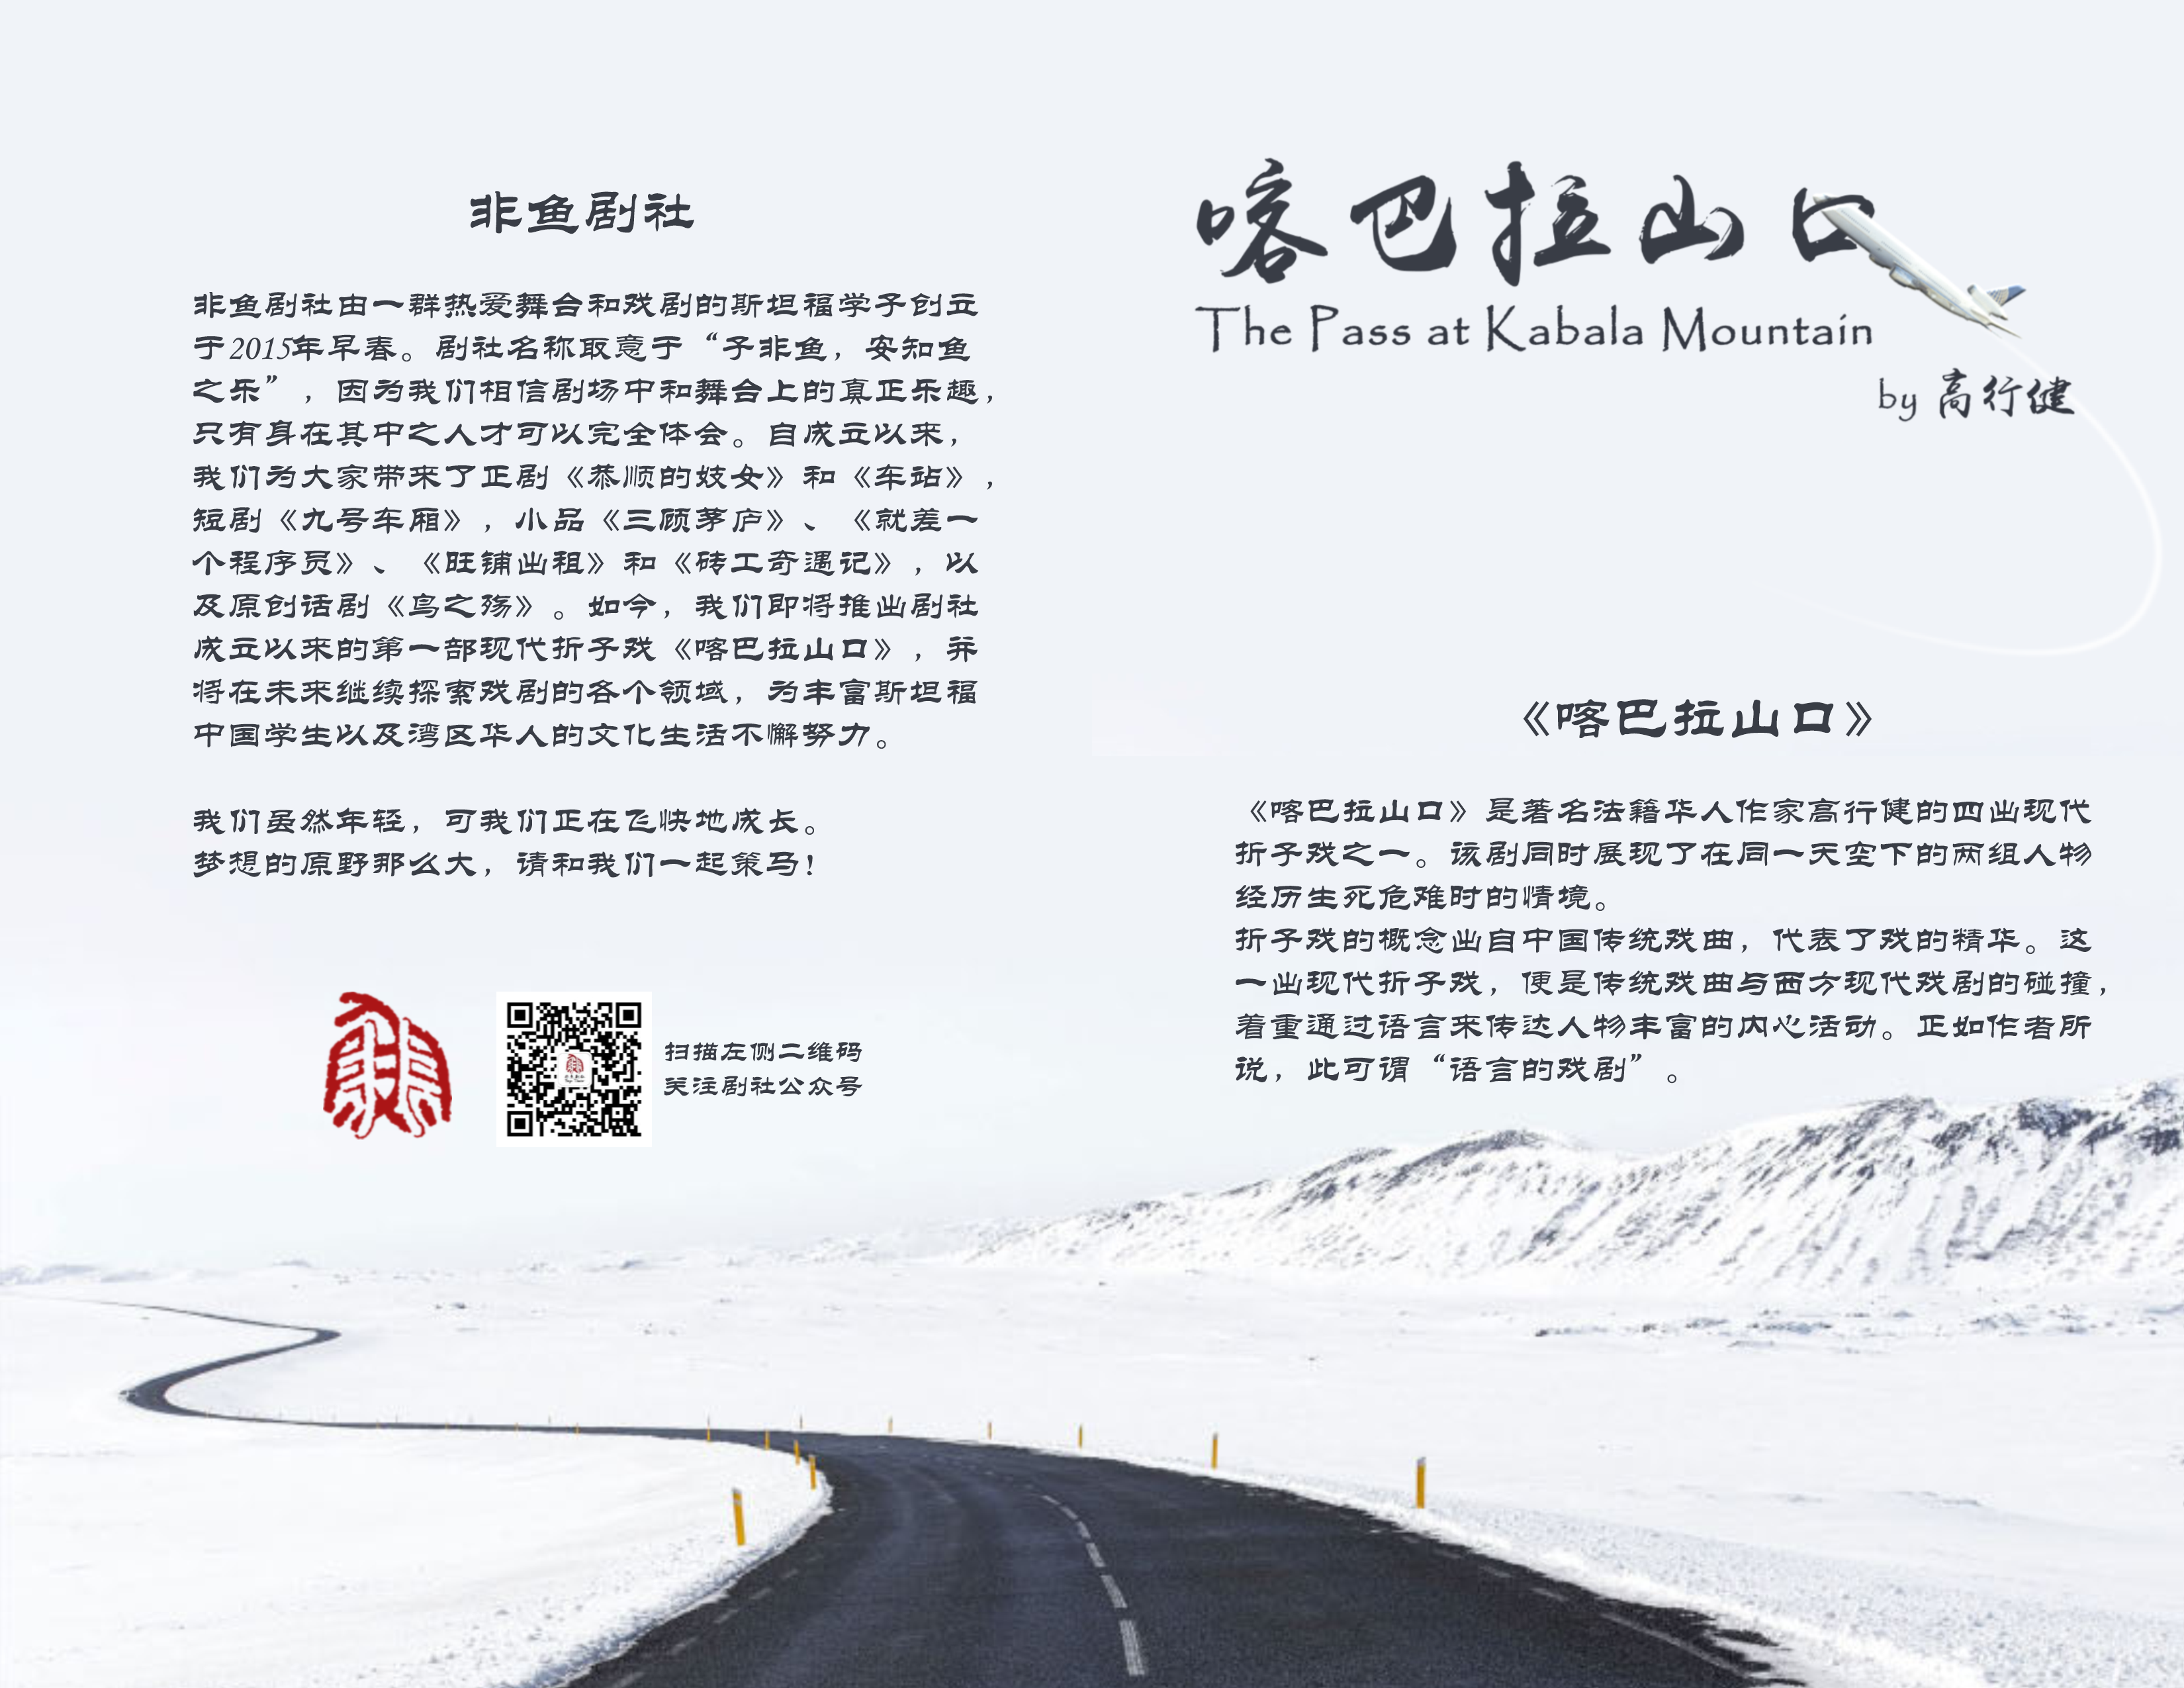 非鱼剧社
非鱼剧社由一群热爱舞台和戏剧的斯坦福学子创立
于2015年早春。剧社名称取意于“子非鱼，安知鱼
之乐”，因为我们相信剧场中和舞台上的真正乐趣，
只有身在其中之人才可以完全体会。自成立以来，
我们为大家带来了正剧《恭顺的妓女》和《车站》，
短剧《九号车厢》，小品《三顾茅庐》、《就差一
个程序员》、《旺铺出租》和《砖工奇遇记》，以
及原创话剧《鸟之殇》。如今，我们即将推出剧社
成立以来的第一部现代折子戏《喀巴拉山口》，并
将在未来继续探索戏剧的各个领域，为丰富斯坦福
中国学生以及湾区华人的文化生活不懈努力。
我们虽然年轻，可我们正在飞快地成长。
梦想的原野那么大，请和我们一起策马！
扫描左侧二维码
关注剧社公众号
喀巴拉山口
The Pass at Kabala Mountain
by 高行健
《喀巴拉山口》
《喀巴拉山口》是著名法籍华人作家高行健的四出现代
折子戏之一。该剧同时展现了在同一天空下的两组人物
经历生死危难时的情境。
折子戏的概念出自中国传统戏曲，代表了戏的精华。这
一出现代折子戏，便是传统戏曲与西方现代戏剧的碰撞，
着重通过语言来传达人物丰富的内心活动。正如作者所
说，此可谓“语言的戏剧”。